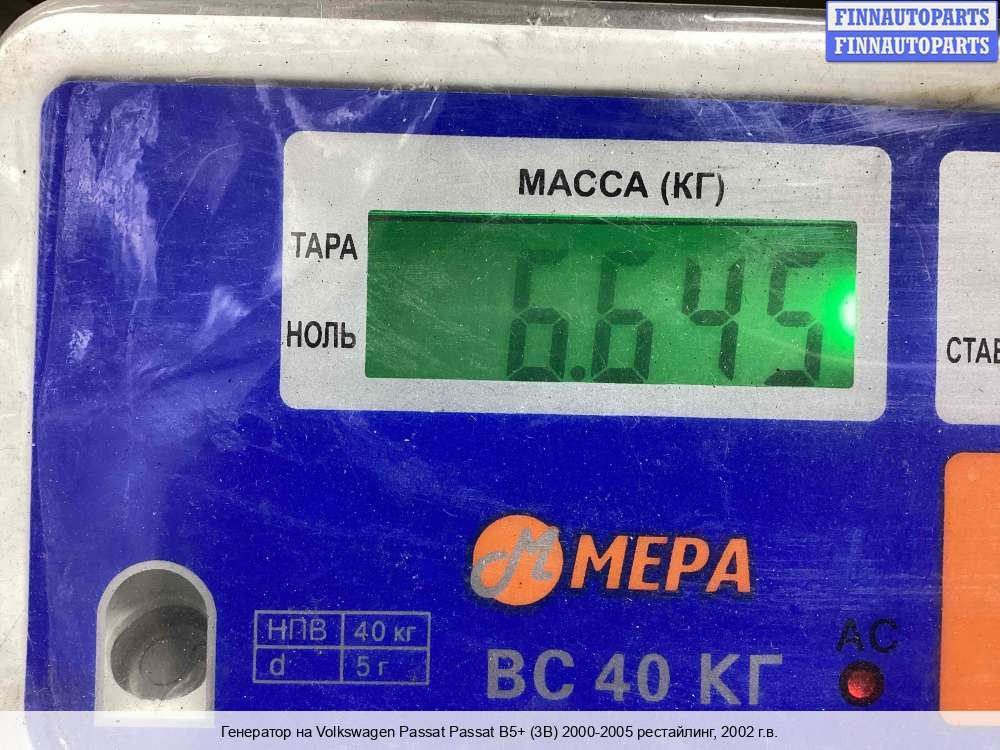 FINNAUTOPARTS
FINNAUTOPARTS
МАССА (КГ)
ТАРА
6.645
НОЛЬ
СТАВ
М МЕРА
НПВ 40 кг
d 5 г
АС
ВС 40 КГ
Генератор на Volkswagen Passat Passat B5+ (3B) 2000-2005 рестайлинг, 2002 г.в.